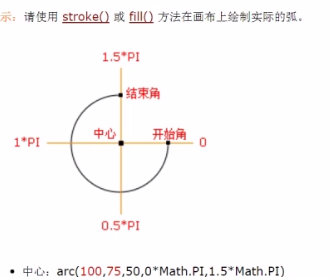 示：请使用 stroke() 或 fill() 方法在画布上绘制实际的弧。
1.5*PI
结束角
中心 开始角
1*PI 0
0.5*PI
• 中心：arc(100,75,50,0*Math.PI,1.5*Math.PI)